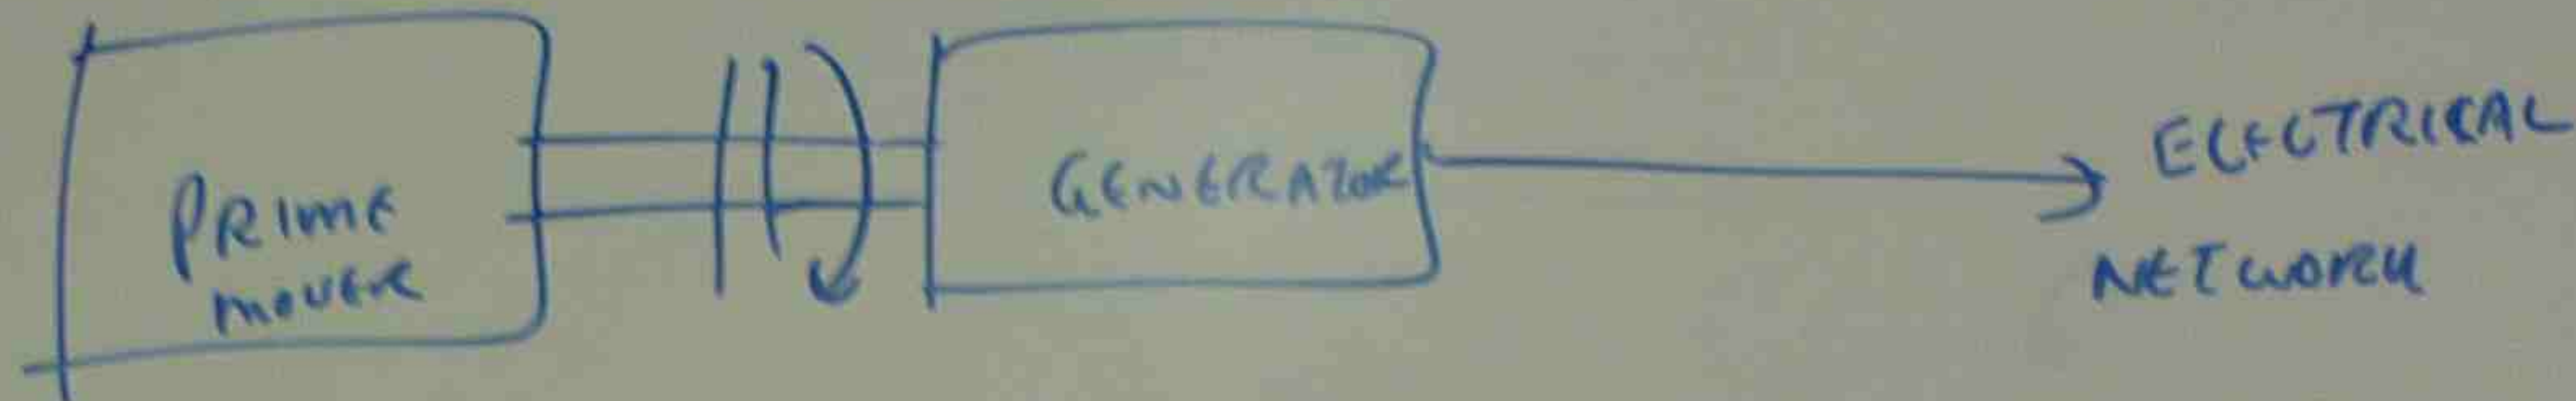 PRIME
MOVER
GENERATOR
ELECTRICAL
NETWORK